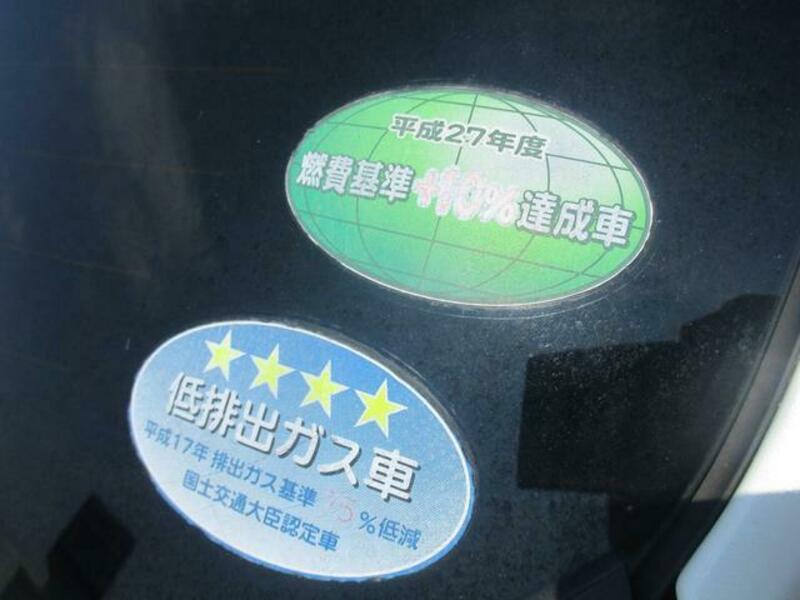 平成27年度
燃費基準+10%達成車
低排出ガス車
平成17年 排出ガス基準 75%低減
国土交通大臣認定車